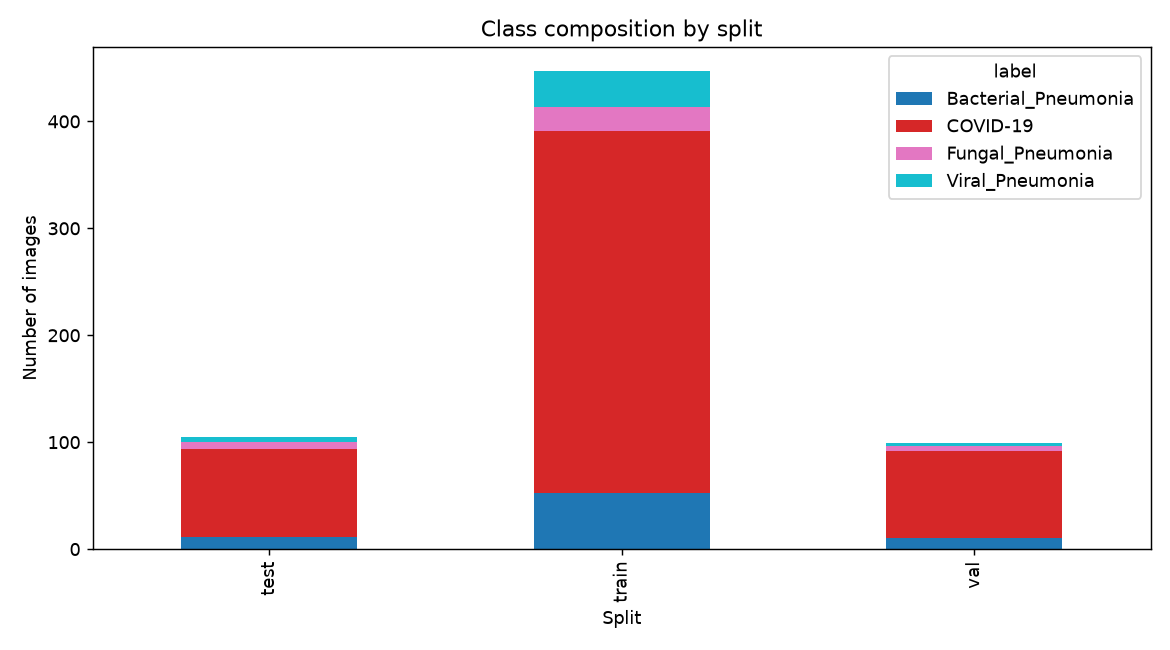 Class composition by split
label
Bacterial_Pneumonia
COVID-19
Fungal_Pneumonia
Viral_Pneumonia
Number of images
400
300
200
100
0
test
train
val
Split